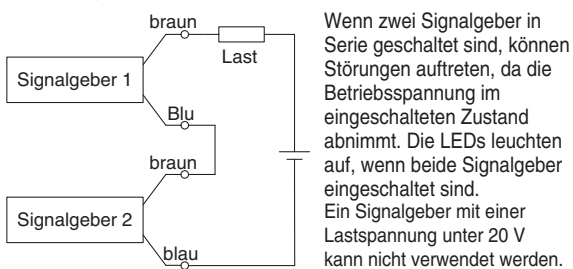 braun
Last
Signalgeber 1
Blu
braun
Signalgeber 2
blau
Wenn zwei Signalgeber in
Serie geschaltet sind, können
Störungen auftreten, da die
Betriebsspannung im
eingeschalteten Zustand
abnimmt. Die LEDs leuchten
auf, wenn beide Signalgeber
eingeschaltet sind.
Ein Signalgeber mit einer
Lastspannung unter 20 V
kann nicht verwendet werden.